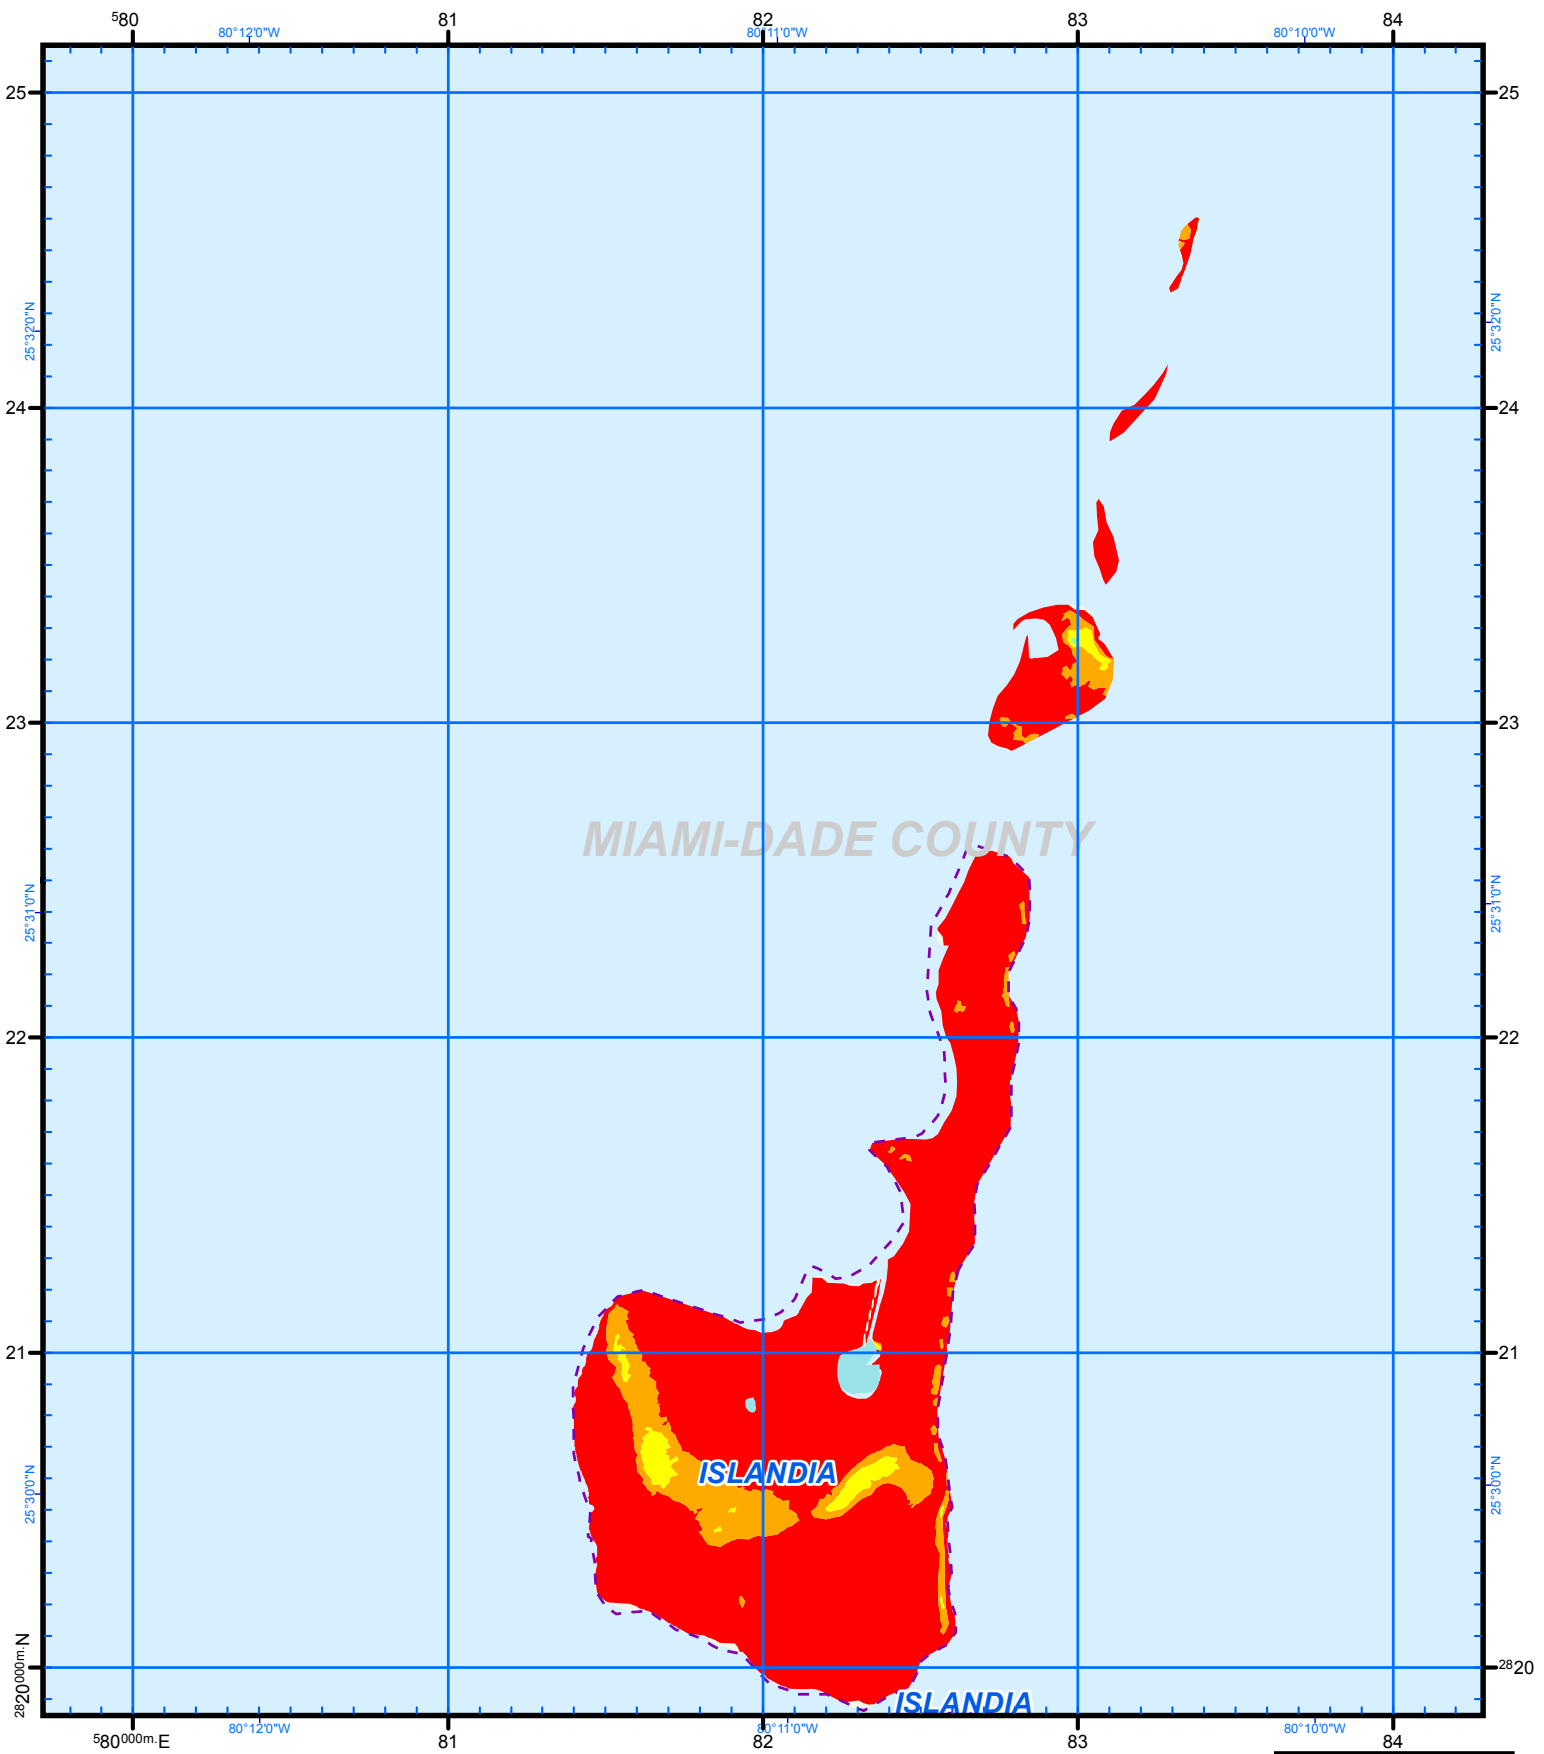 ⁵80 81 82 83 84
80°12'0"W 80°11'0"W 80°10'0"W
25 25
25°32'0"N 25°32'0"N
24 24
23 23
MIAMI-DADE COUNTY
25°31'0"N 25°31'0"N
22 22
21 21
ISLANDIA
25°30'0"N 25°30'0"N
²⁸20⁰⁰⁰ᵐ·N ²⁸20
ISLANDIA
80°12'0"W 80°11'0"W 80°10'0"W
⁵80⁰⁰⁰ᵐ·E 81 82 83 84